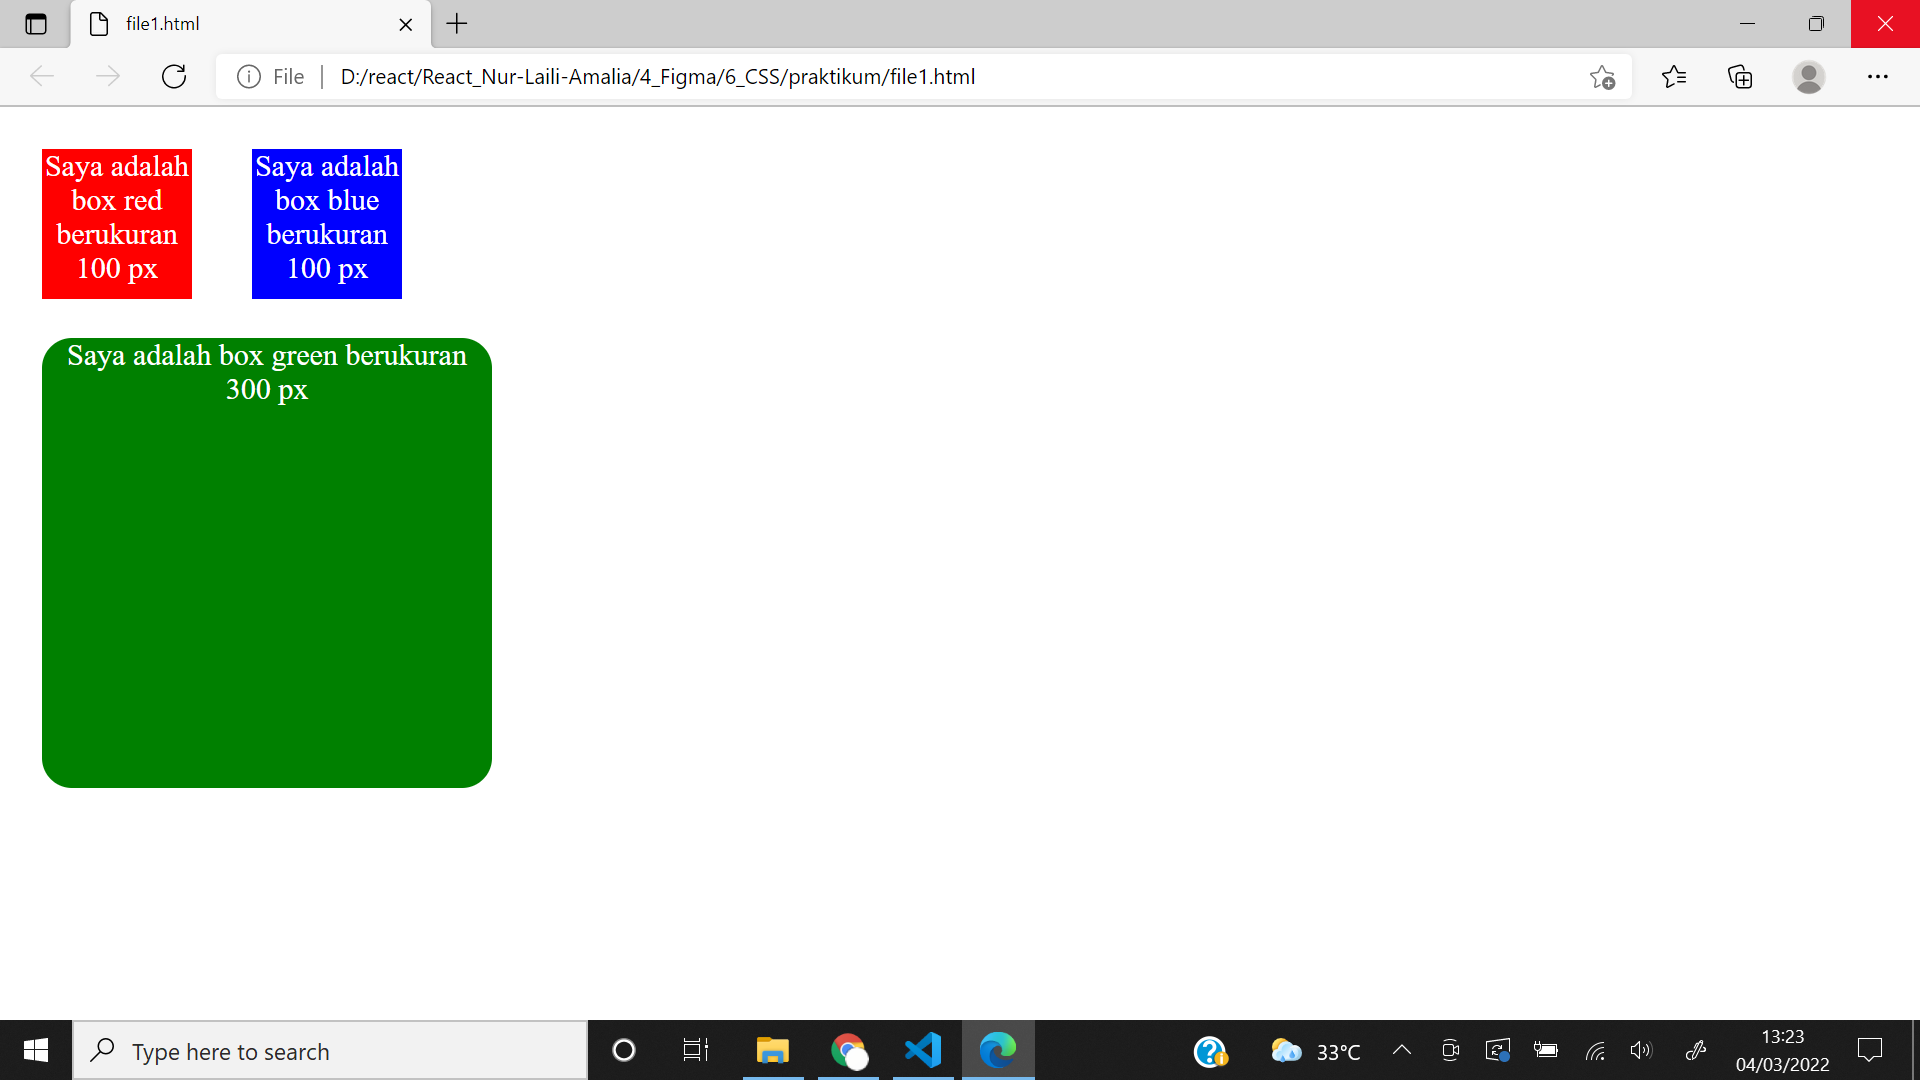 file1.html
File
D:/react/React_Nur-Laili-Amalia/4_Figma/6_CSS/praktikum/file1.html
Saya adalah
box red
berukuran
100 px
Saya adalah
box blue
berukuran
100 px
Saya adalah box green berukuran
300 px
Type here to search
33°C
13:23
04/03/2022